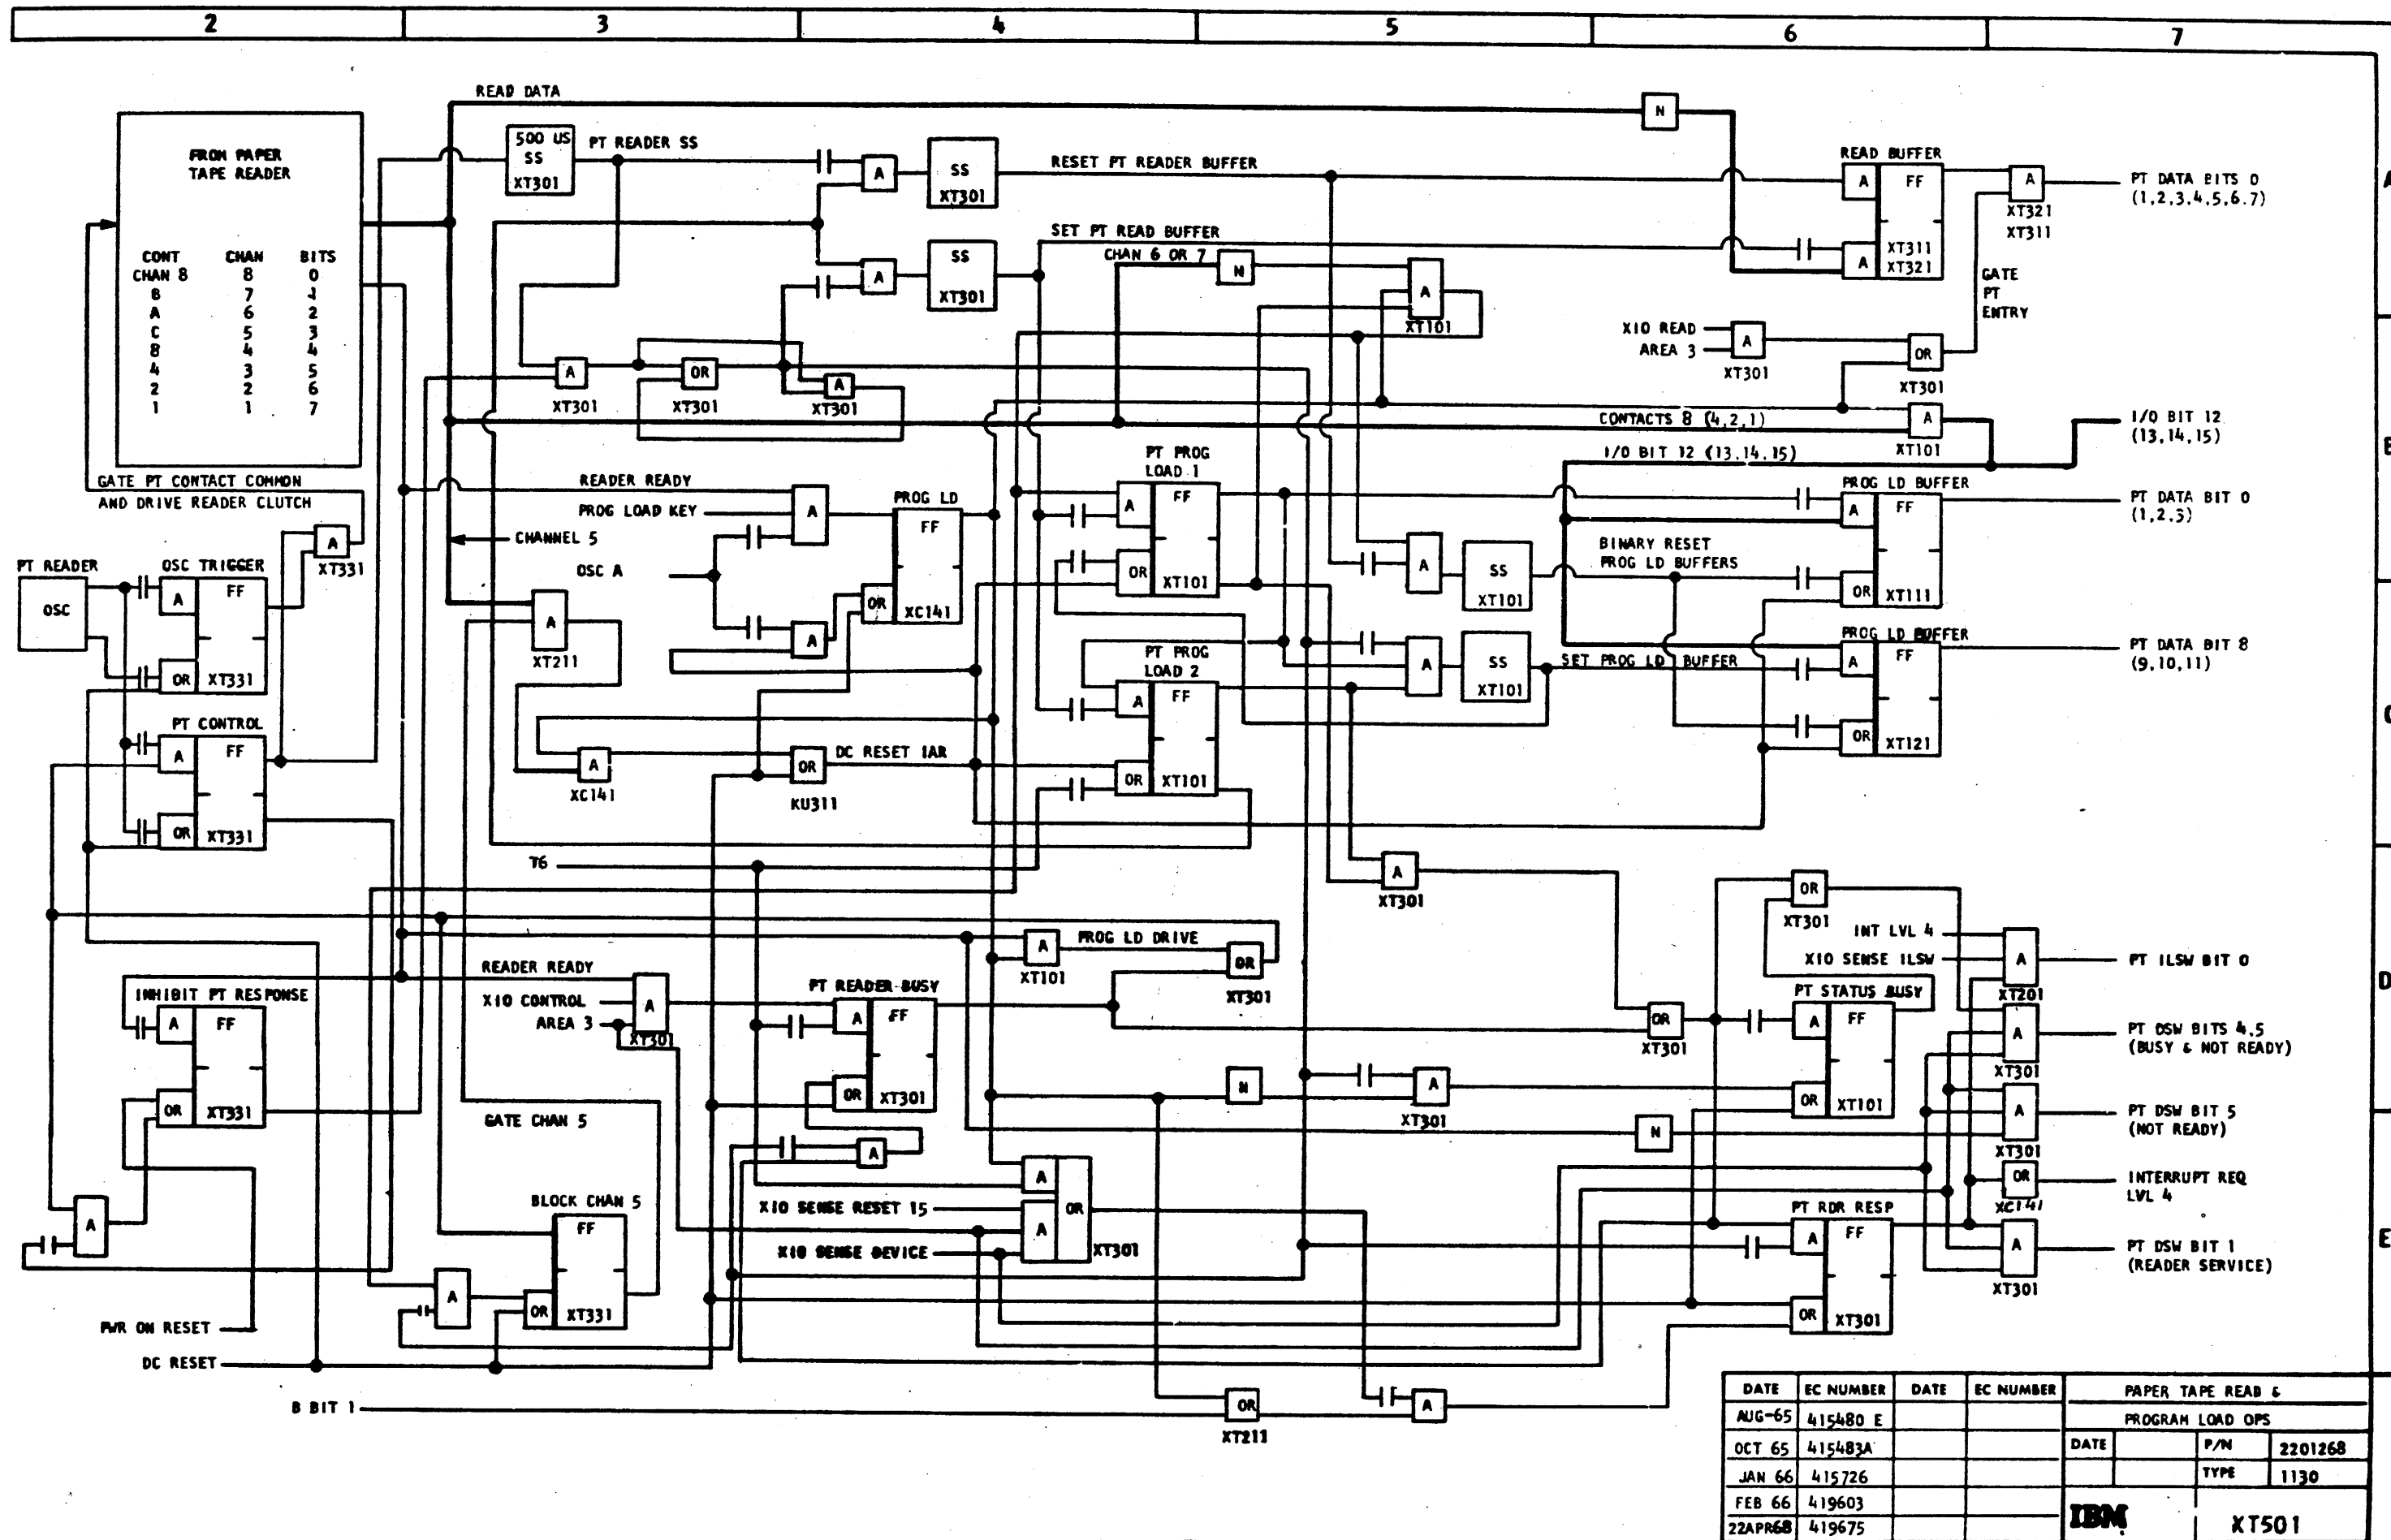 2 3 4 5 6 7
READ DATA
N
500 US
SS
XT301
PT READER SS
FROM PAPER
TAPE READER
CONT CHAN BITS
CHAN 8 8 0
B 7 1
A 6 2
C 5 3
8 4 4
4 3 5
2 2 6
1 1 7
A
SS
XT301
RESET PT READER BUFFER
READ BUFFER
A FF
A
XT311
XT321
A
XT321
XT311
PT DATA BITS 0
(1,2,3,4,5,6.7)
A
A
SS
XT301
SET PT READ BUFFER
CHAN 6 OR 7
N
A
XT101
GATE
PT
ENTRY
XIO READ
AREA 3
A
XT301
OR
XT301
A
XT301
OR
XT301
A
XT301
CONTACTS 8 (4,2,1)
A
XT101
I/O BIT 12
(13,14,15)
B
I/O BIT 12 (13,14,15)
GATE PT CONTACT COMMON
AND DRIVE READER CLUTCH
A
XT331
READER READY
PROG LOAD KEY
A
CHANNEL 5
OSC A
A
PROG LD
FF
OR
XC141
PT PROG
LOAD 1
A FF
OR
XT101
A
SS
XT101
BINARY RESET
PROG LD BUFFERS
PROG LD BUFFER
A FF
OR XT111
PT DATA BIT 0
(1,2,3)
PT READER
OSC
OSC TRIGGER
A FF
OR XT331
A
XT211
PT PROG
LOAD 2
A FF
OR XT101
A
SS
XT101
SET PROG LD BUFFER
PROG LD BUFFER
A FF
OR XT121
PT DATA BIT 8
(9,10,11)
C
PT CONTROL
A FF
OR XT331
A
XC141
OR
KU311
DC RESET IAR
T6
A
XT301
OR
XT301
INT LVL 4
XIO SENSE ILSW
A
XT201
PT ILSW BIT 0
A
XT101
PROG LD DRIVE
OR
XT301
D
READER READY
XIO CONTROL
AREA 3
A
XT301
INHIBIT PT RESPONSE
A FF
OR XT331
PT READER BUSY
A FF
OR XT301
OR
XT301
PT STATUS BUSY
A FF
OR XT101
A
XT301
PT DSW BITS 4,5
(BUSY & NOT READY)
N
A
XT301
GATE CHAN 5
A
N
A
XT301
PT DSW BIT 5
(NOT READY)
OR
XC141
INTERRUPT REQ
LVL 4
A
BLOCK CHAN 5
FF
OR XT331
A
XIO SENSE RESET 15
XIO SENSE DEVICE
A
A
OR
XT301
PT RDR RESP
A FF
OR XT301
A
XT301
PT DSW BIT 1
(READER SERVICE)
E
PWR ON RESET
DC RESET
B BIT 1
OR
XT211
A
DATE EC NUMBER DATE EC NUMBER
AUG-65 415480 E
OCT 65 415483A
JAN 66 415726
FEB 66 419603
22APR68 419675
PAPER TAPE READ &
PROGRAM LOAD OPS
DATE P/N 2201268
TYPE 1130
IBM XT501